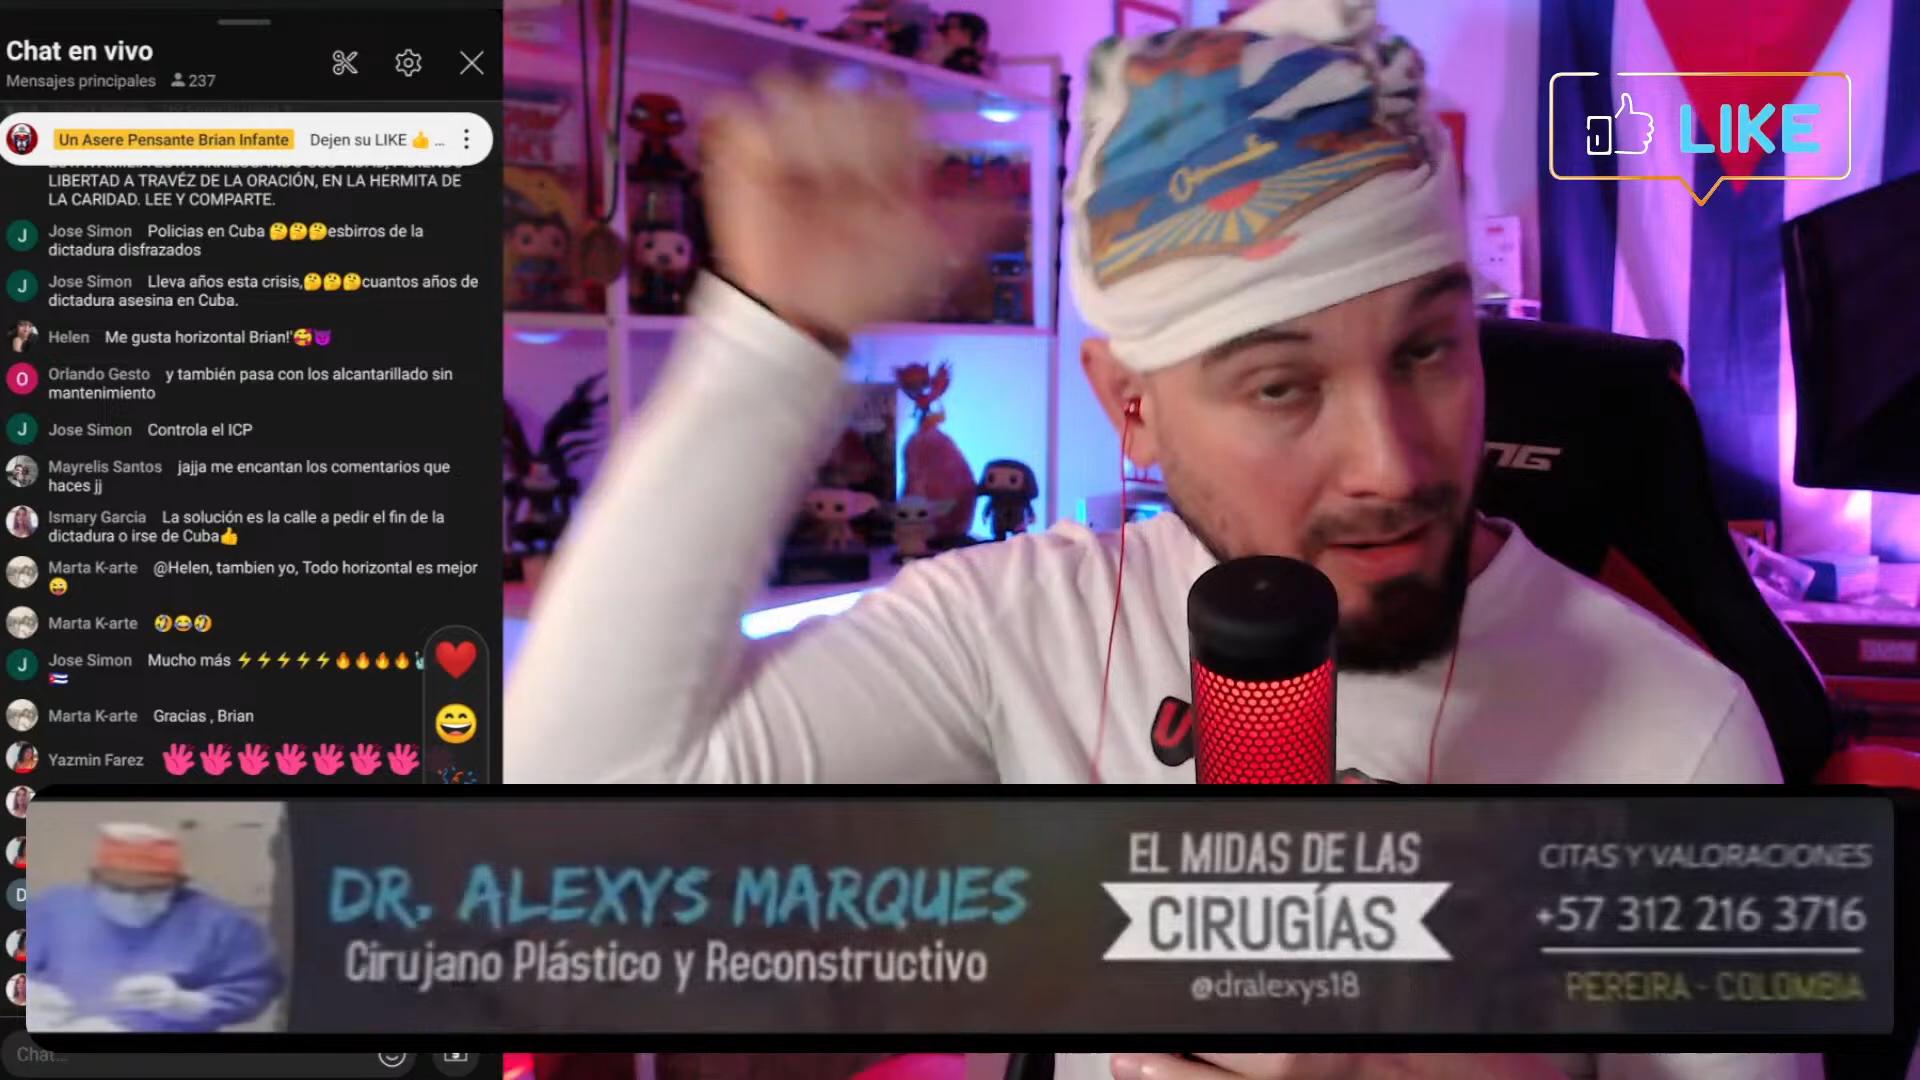 Chat en vivo
Mensajes principales 237
Un Asere Pensante Brian Infante Dejen su LIKE 👍 ...
LIBERTAD A TRAVÉZ DE LA ORACIÓN, EN LA HERMITA DE
LA CARIDAD. LEE Y COMPARTE.
J Jose Simon Policias en Cuba 🤔🤔🤔esbirros de la
dictadura disfrazados
J Jose Simon Lleva años esta crisis,🤔🤔🤔cuantos años de
dictadura asesina en Cuba.
Helen Me gusta horizontal Brian!'🥰😈
O Orlando Gesto y también pasa con los alcantarillado sin
mantenimiento
J Jose Simon Controla el ICP
Mayrelis Santos jajja me encantan los comentarios que
haces jj
Ismary Garcia La solución es la calle a pedir el fin de la
dictadura o irse de Cuba👍
Marta K-arte @Helen, tambien yo, Todo horizontal es mejor
😜
Marta K-arte 🤣😂🤣
J Jose Simon Mucho más ⚡⚡⚡⚡⚡🔥🔥🔥🔥
🇨🇺
Marta K-arte Gracias , Brian
Yazmin Farez
D
Chat...
LIKE
DR. ALEXYS MARQUES
Cirujano Plástico y Reconstructivo
EL MIDAS DE LAS
CIRUGÍAS
@dralexys18
CITAS Y VALORACIONES
+57 312 216 3716
PEREIRA - COLOMBIA